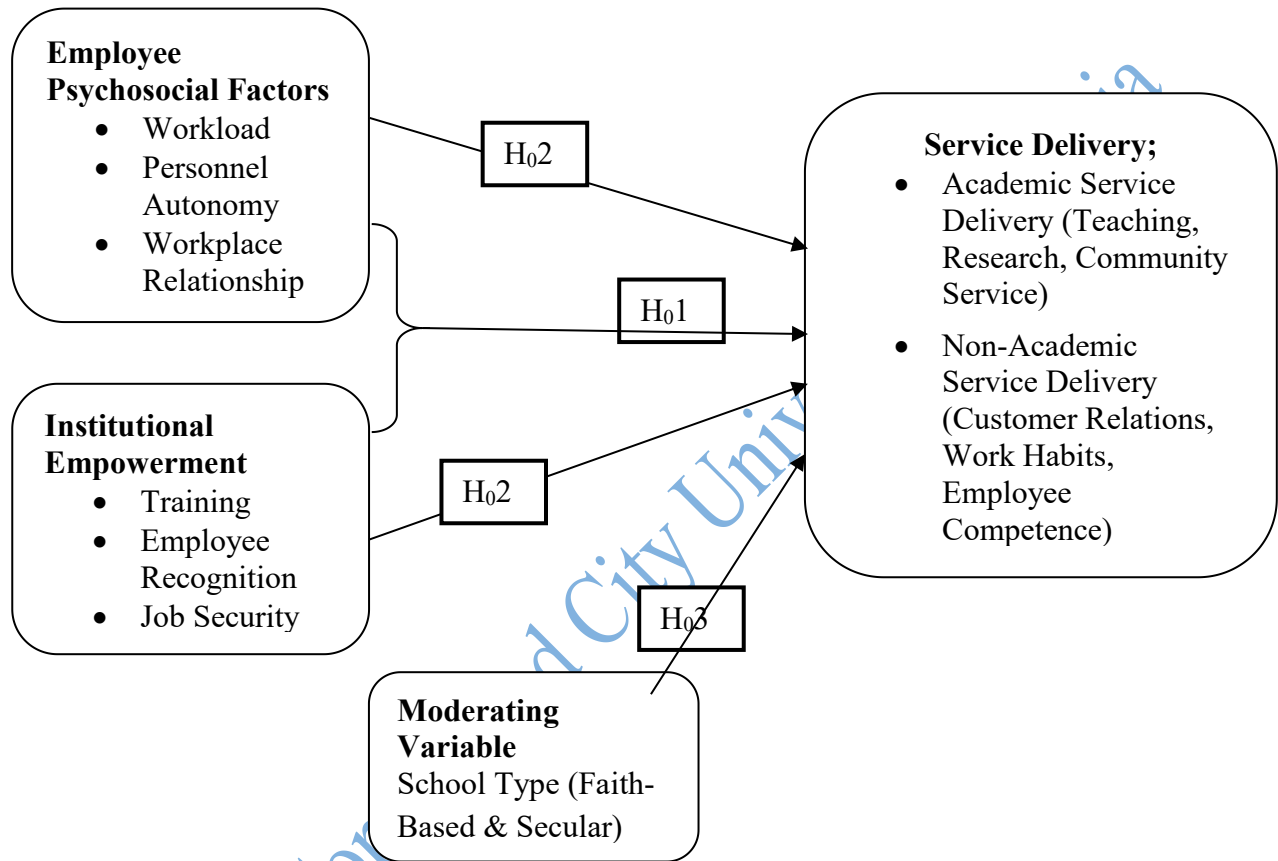 Employee
Psychosocial Factors
• Workload
• Personnel
Autonomy
• Workplace
Relationship
H₀2
H₀1
Institutional
Empowerment
• Training
• Employee
Recognition
• Job Security
H₀2
H₀3
Moderating
Variable
School Type (Faith-
Based & Secular)
Service Delivery;
• Academic Service
Delivery (Teaching,
Research, Community
Service)
• Non-Academic
Service Delivery
(Customer Relations,
Work Habits,
Employee
Competence)
City Univ